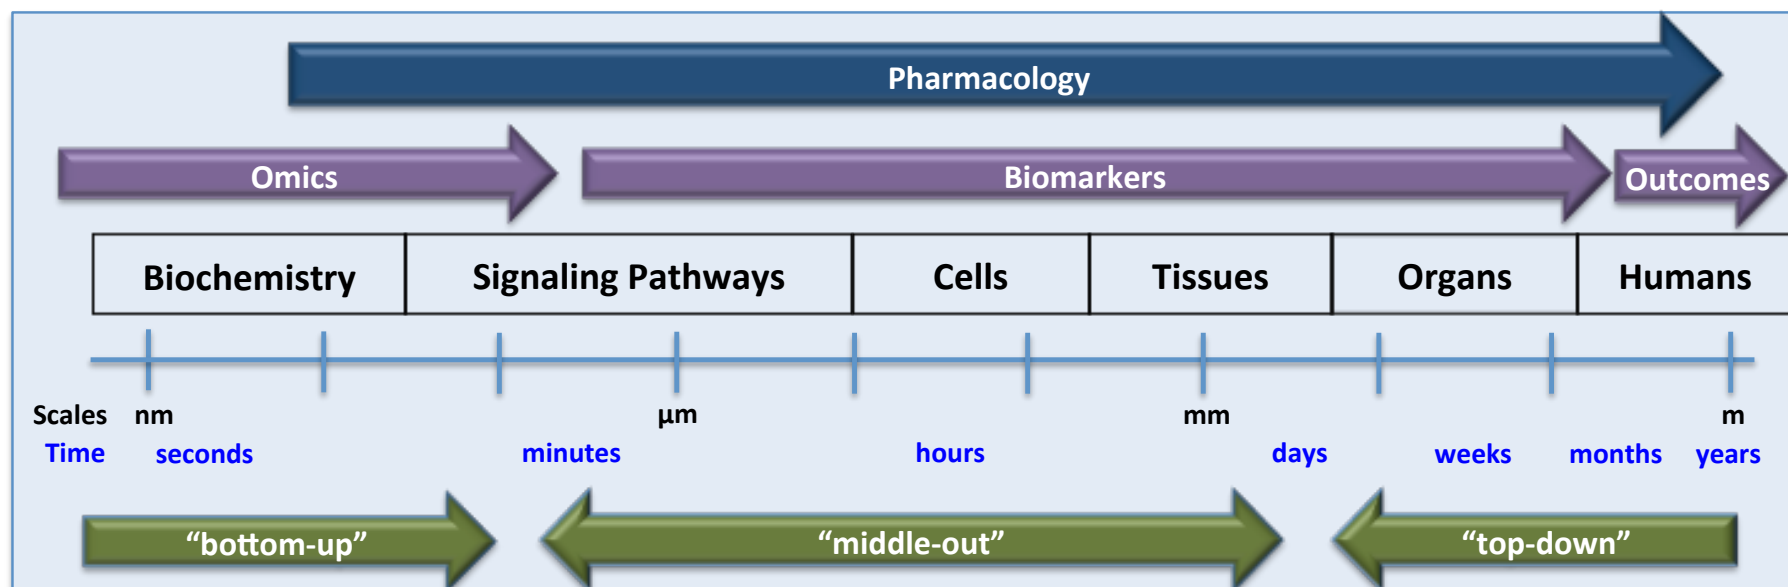 Pharmacology
Omics Biomarkers Outcomes
Biochemistry Signaling Pathways Cells Tissues Organs Humans
Scales nm µm mm m
Time seconds minutes hours days weeks months years
“bottom-up” “middle-out” “top-down”